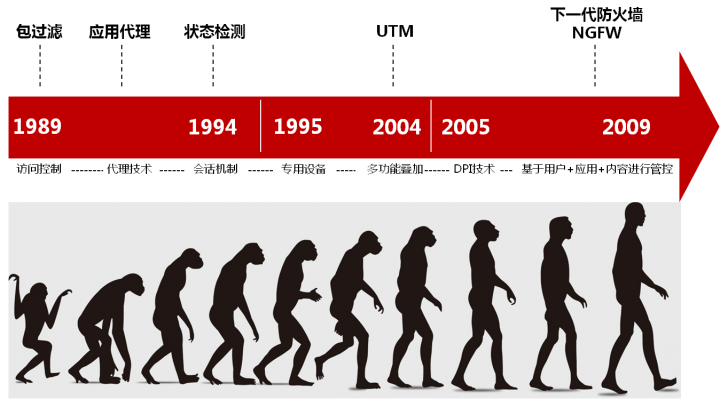 包过滤
应用代理
状态检测
UTM
下一代防火墙
NGFW
1989
1994
1995
2004
2005
2009
访问控制
代理技术
会话机制
专用设备
多功能叠加
DPI技术
基于用户+应用+内容进行管控